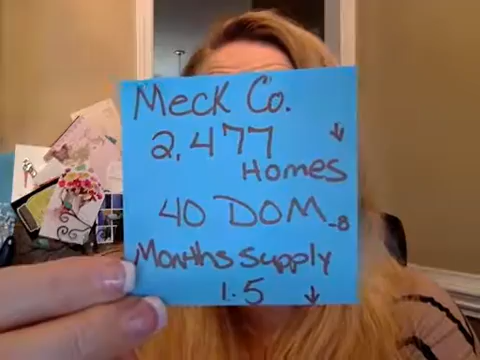 Meck Co.
2,477 ↓
Homes
40 DOM -8
Months Supply
1.5 ↓